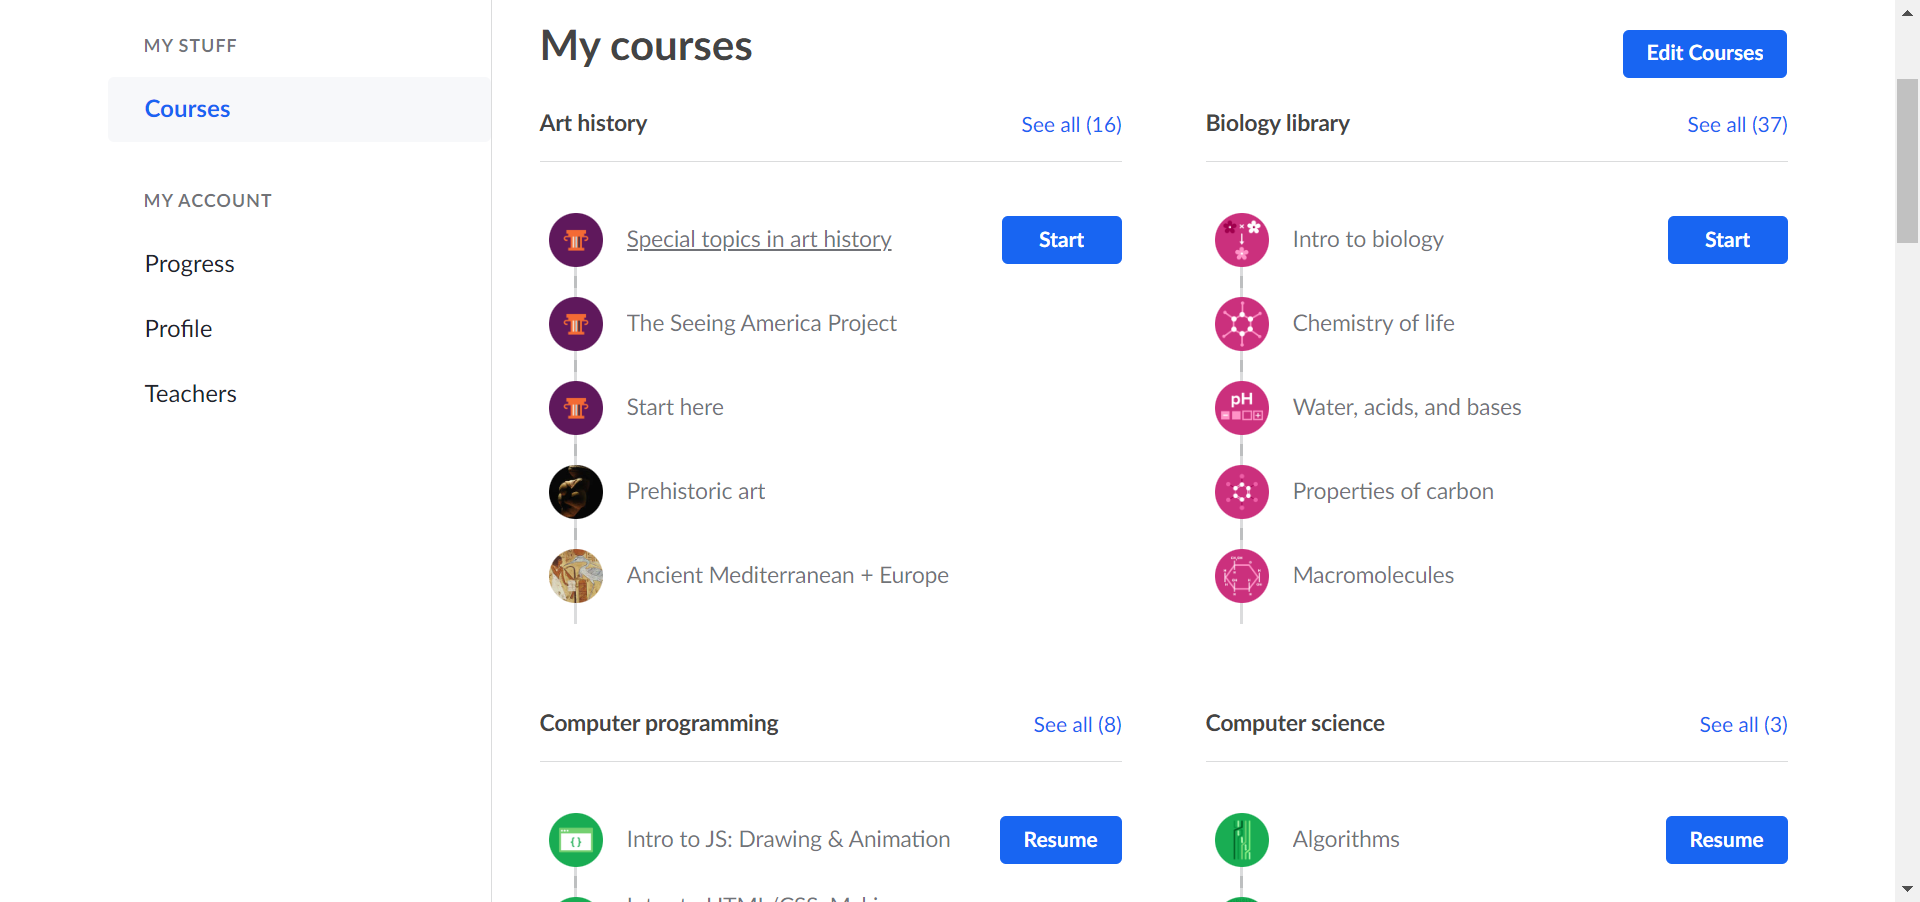 MY STUFF
Courses
MY ACCOUNT
Progress
Profile
Teachers
My courses
Edit Courses
Art history
See all (16)
Special topics in art history
Start
The Seeing America Project
Start here
Prehistoric art
Ancient Mediterranean + Europe
Biology library
See all (37)
Intro to biology
Start
Chemistry of life
pH
Water, acids, and bases
Properties of carbon
Macromolecules
Computer programming
See all (8)
Intro to JS: Drawing & Animation
Resume
Computer science
See all (3)
Algorithms
Resume